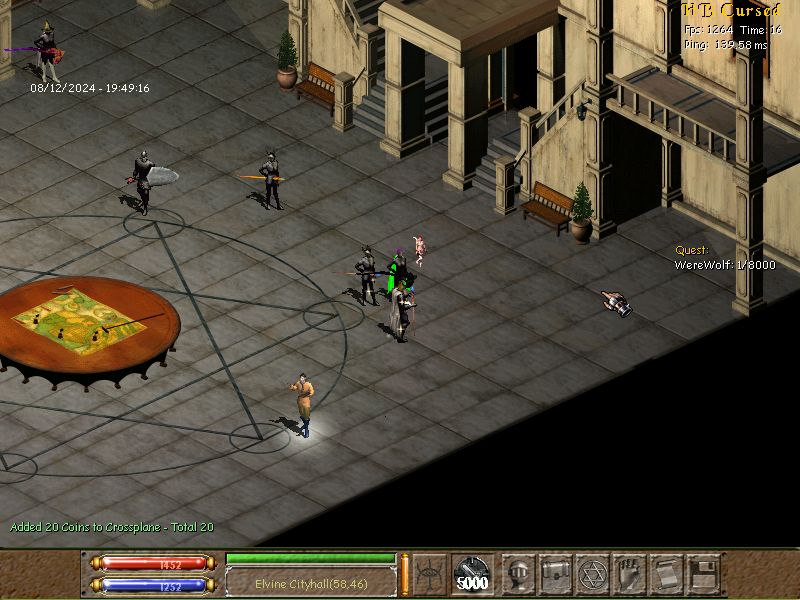 HB Cursed
Fps: 1264 Time: 16
Ping: 139.58 ms
08/12/2024 - 19:49:16
Quest:
WereWolf: 1/8000
Added 20 Coins to Crossplane - Total 20
1452
1252
Elvine Cityhall(58,46)
5000